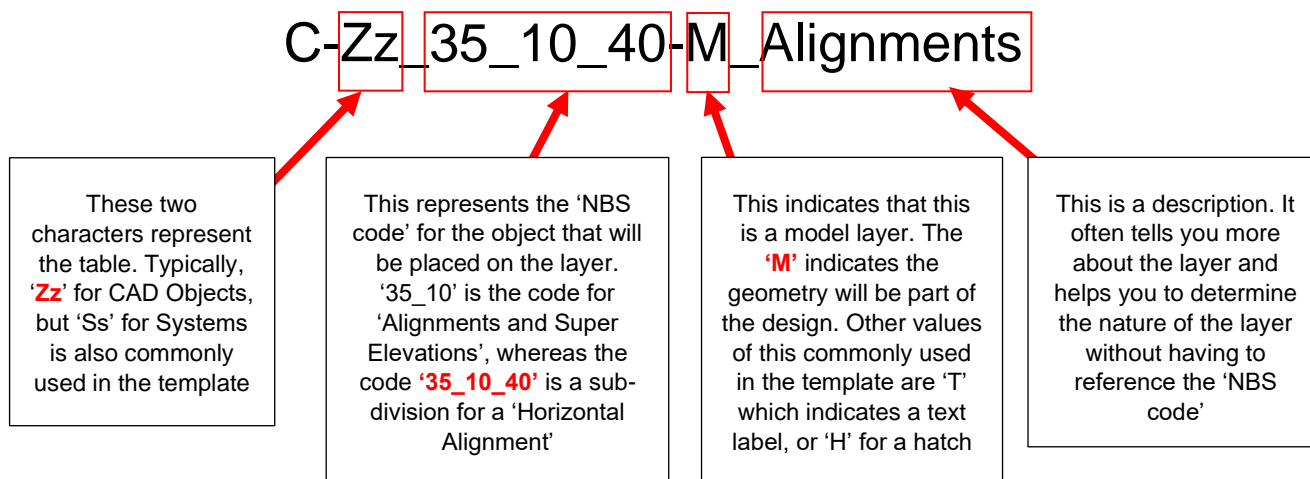 C-Zz_35_10_40-M_Alignments
These two
characters represent
the table. Typically,
‘Zz’ for CAD Objects,
but ‘Ss’ for Systems
is also commonly
used in the template
This represents the ‘NBS
code’ for the object that will
be placed on the layer.
‘35_10’ is the code for
‘Alignments and Super
Elevations’, whereas the
code ‘35_10_40’ is a sub-
division for a ‘Horizontal
Alignment’
This indicates that this
is a model layer. The
‘M’ indicates the
geometry will be part of
the design. Other values
of this commonly used
in the template are ‘T’
which indicates a text
label, or ‘H’ for a hatch
This is a description. It
often tells you more
about the layer and
helps you to determine
the nature of the layer
without having to
reference the ‘NBS
code’